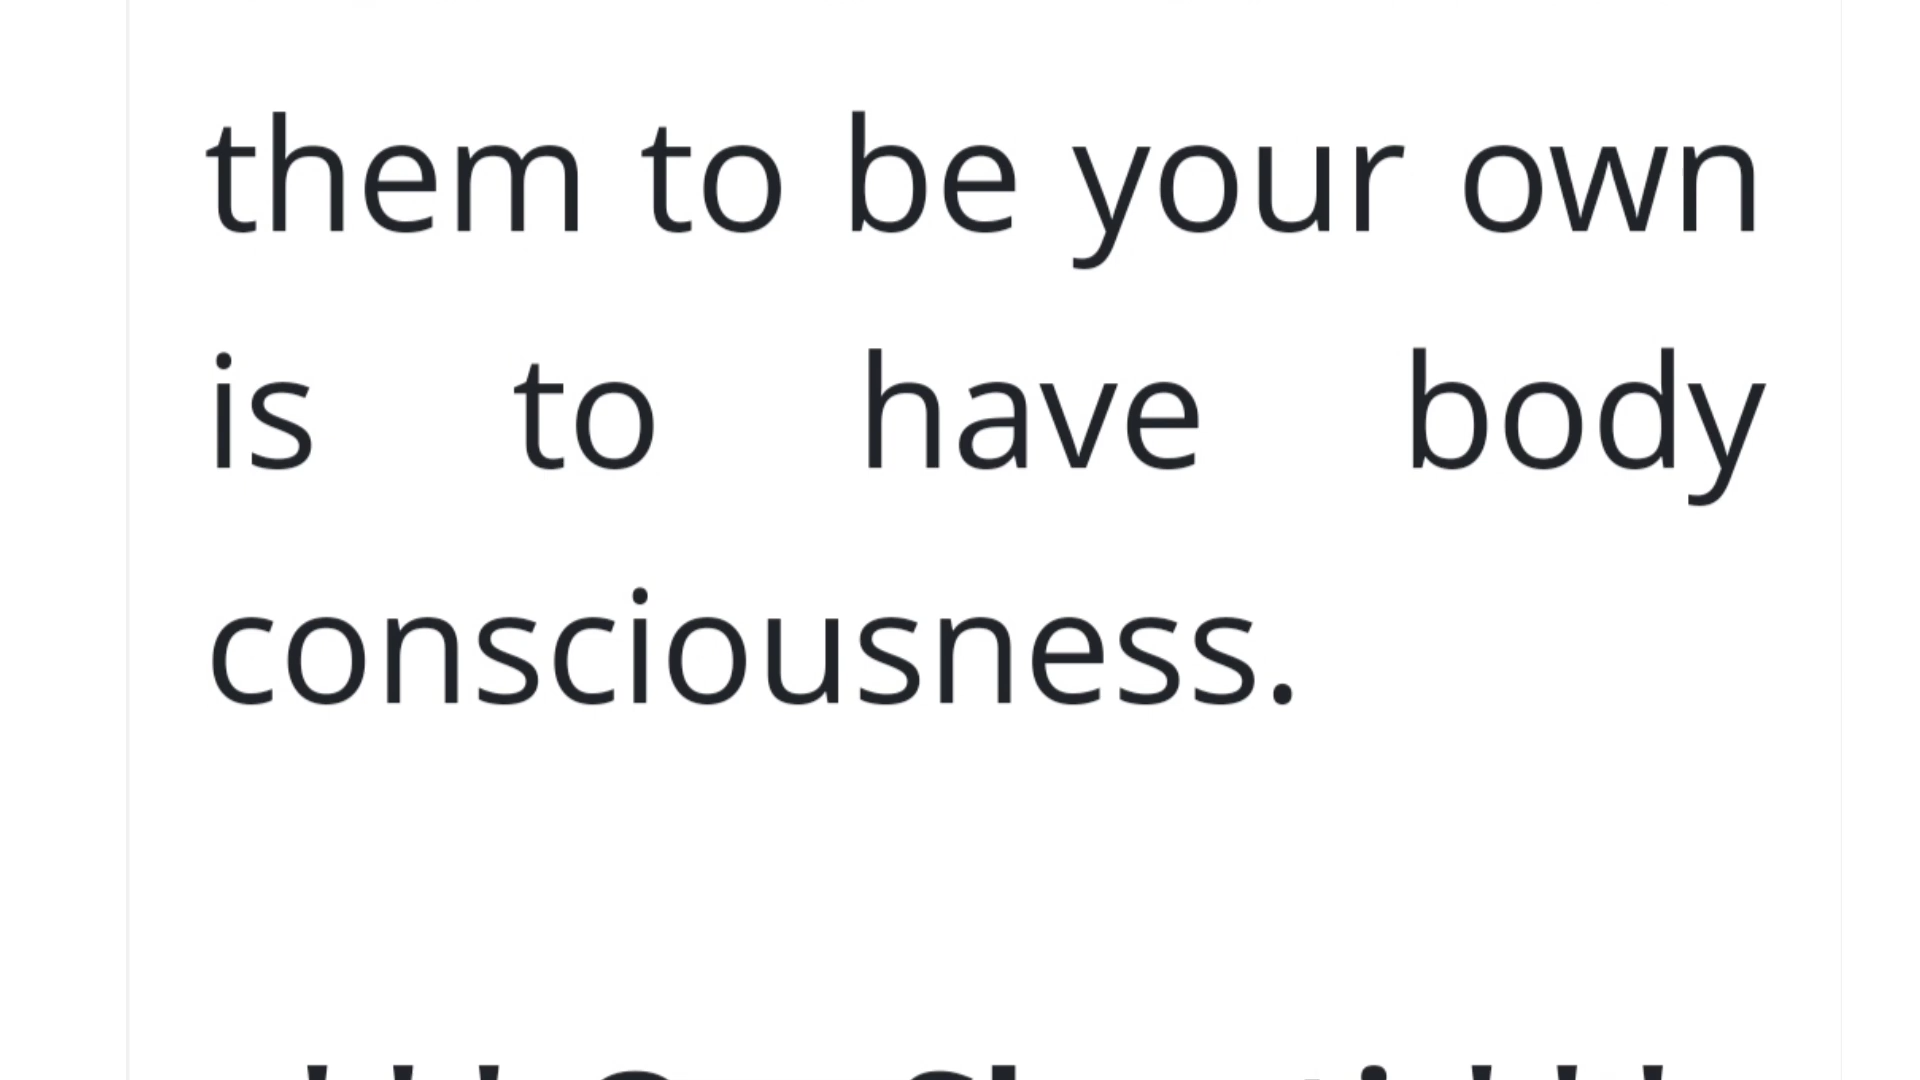 them to be your own
is to have body
consciousness.